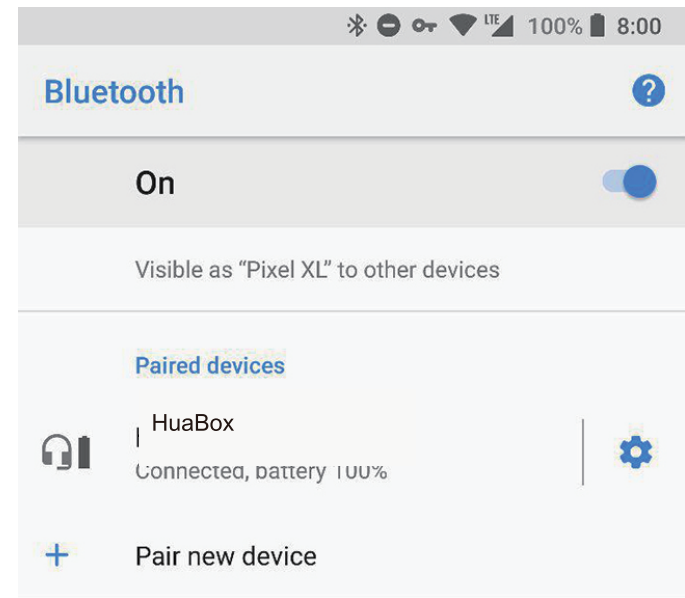 LTE 100% 8:00
Bluetooth ?
On
Visible as “Pixel XL” to other devices
Paired devices
HuaBox
Connected, battery 100%
+ Pair new device